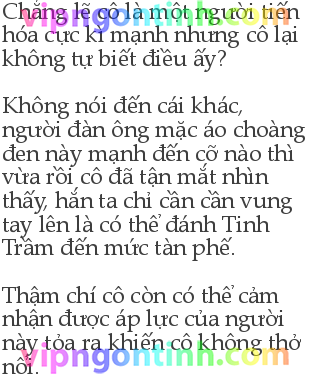 Chẳng lẽ cô là một người tiến
vipngontinh.com
hóa cực kì mạnh nhưng cô lại
không tự biết điều ấy?
Không nói đến cái khác,
người đàn ông mặc áo choàng
đen này mạnh đến cỡ nào thì
vừa rồi cô đã tận mắt nhìn
thấy, hắn ta chỉ cần cần vung
tay lên là có thể đánh Tinh
Trầm đến mức tàn phế.
Thậm chí cô còn có thể cảm
nhận được áp lực của người
này tỏa ra khiến cô không thở
vipngontinh.com
nổi.